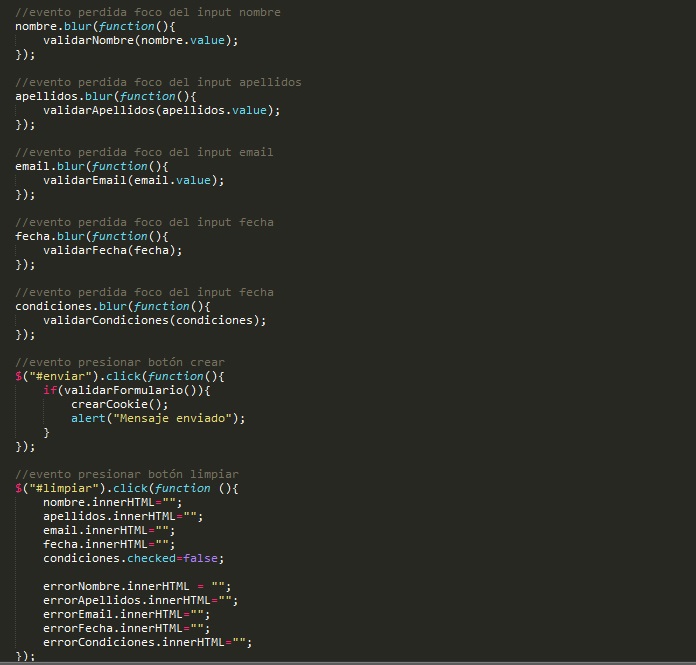 //evento perdida foco del input nombre
nombre.blur(function(){
    validarNombre(nombre.value);
});

//evento perdida foco del input apellidos
apellidos.blur(function(){
    validarApellidos(apellidos.value);
});

//evento perdida foco del input email
email.blur(function(){
    validarEmail(email.value);
});

//evento perdida foco del input fecha
fecha.blur(function(){
    validarFecha(fecha);
});

//evento perdida foco del input fecha
condiciones.blur(function(){
    validarCondiciones(condiciones);
});

//evento presionar botón crear
$("#enviar").click(function(){
    if(validarFormulario()){
        crearCookie();
        alert("Mensaje enviado");
    }
});

//evento presionar botón limpiar
$("#limpiar").click(function (){
    nombre.innerHTML="";
    apellidos.innerHTML="";
    email.innerHTML="";
    fecha.innerHTML="";
    condiciones.checked=false;

    errorNombre.innerHTML = "";
    errorApellidos.innerHTML="";
    errorEmail.innerHTML="";
    errorFecha.innerHTML="";
    errorCondiciones.innerHTML="";
});